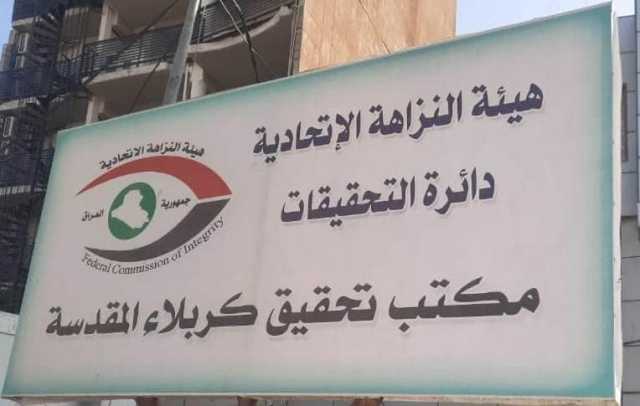 هيئة النزاهة الإتحادية
دائرة التحقيقات
هيئة النزاهة الاتحادية
جمهورية العراق
Federal Commission of Integrity
مكتب تحقيق كربلاء المقدسة